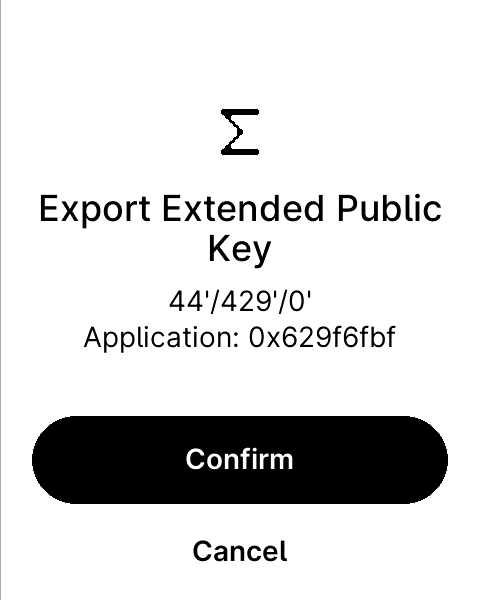 Σ
Export Extended Public
Key
44'/429'/0'
Application: 0x629f6fbf
Confirm
Cancel